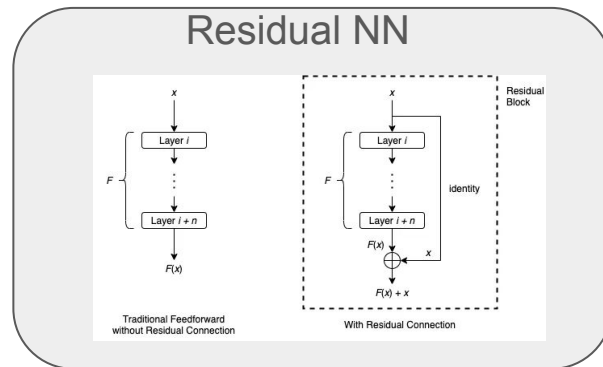 Residual NN
x
Layer i
F
⋮
Layer i + n
F(x)
Traditional Feedforward
without Residual Connection
x
Residual
Block
Layer i
F
⋮
identity
Layer i + n
F(x)
x
F(x) + x
With Residual Connection